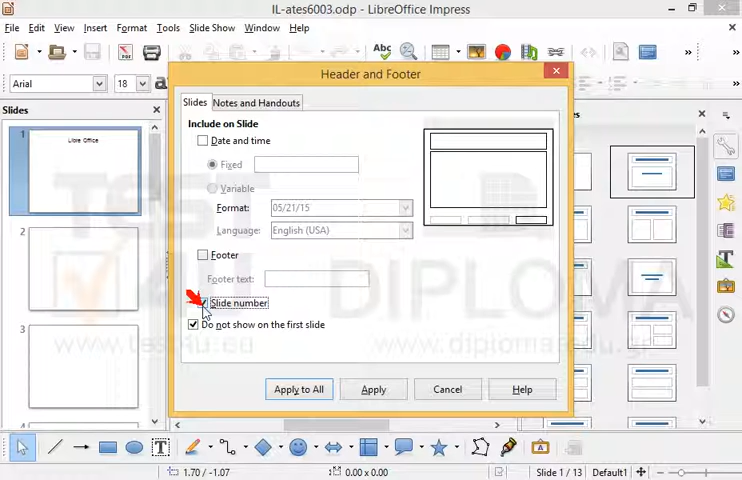 IL-ates6003.odp - LibreOffice Impress
File Edit View Insert Format Tools Slide Show Window Help
Arial 18
Header and Footer
Slides
Slides Notes and Handouts
Include on Slide
Date and time
Fixed
Variable
Format: 05/21/15
Language: English (USA)
Footer
Footer text:
Slide number
Do not show on the first slide
Apply to All Apply Cancel Help
1
Libre Office
2
3
TEST
DIPLOMA
www.test4u.eu www.diplomaedu.gr
1.70 / -1.07 0.00 x 0.00 Slide 1 / 13 Default1